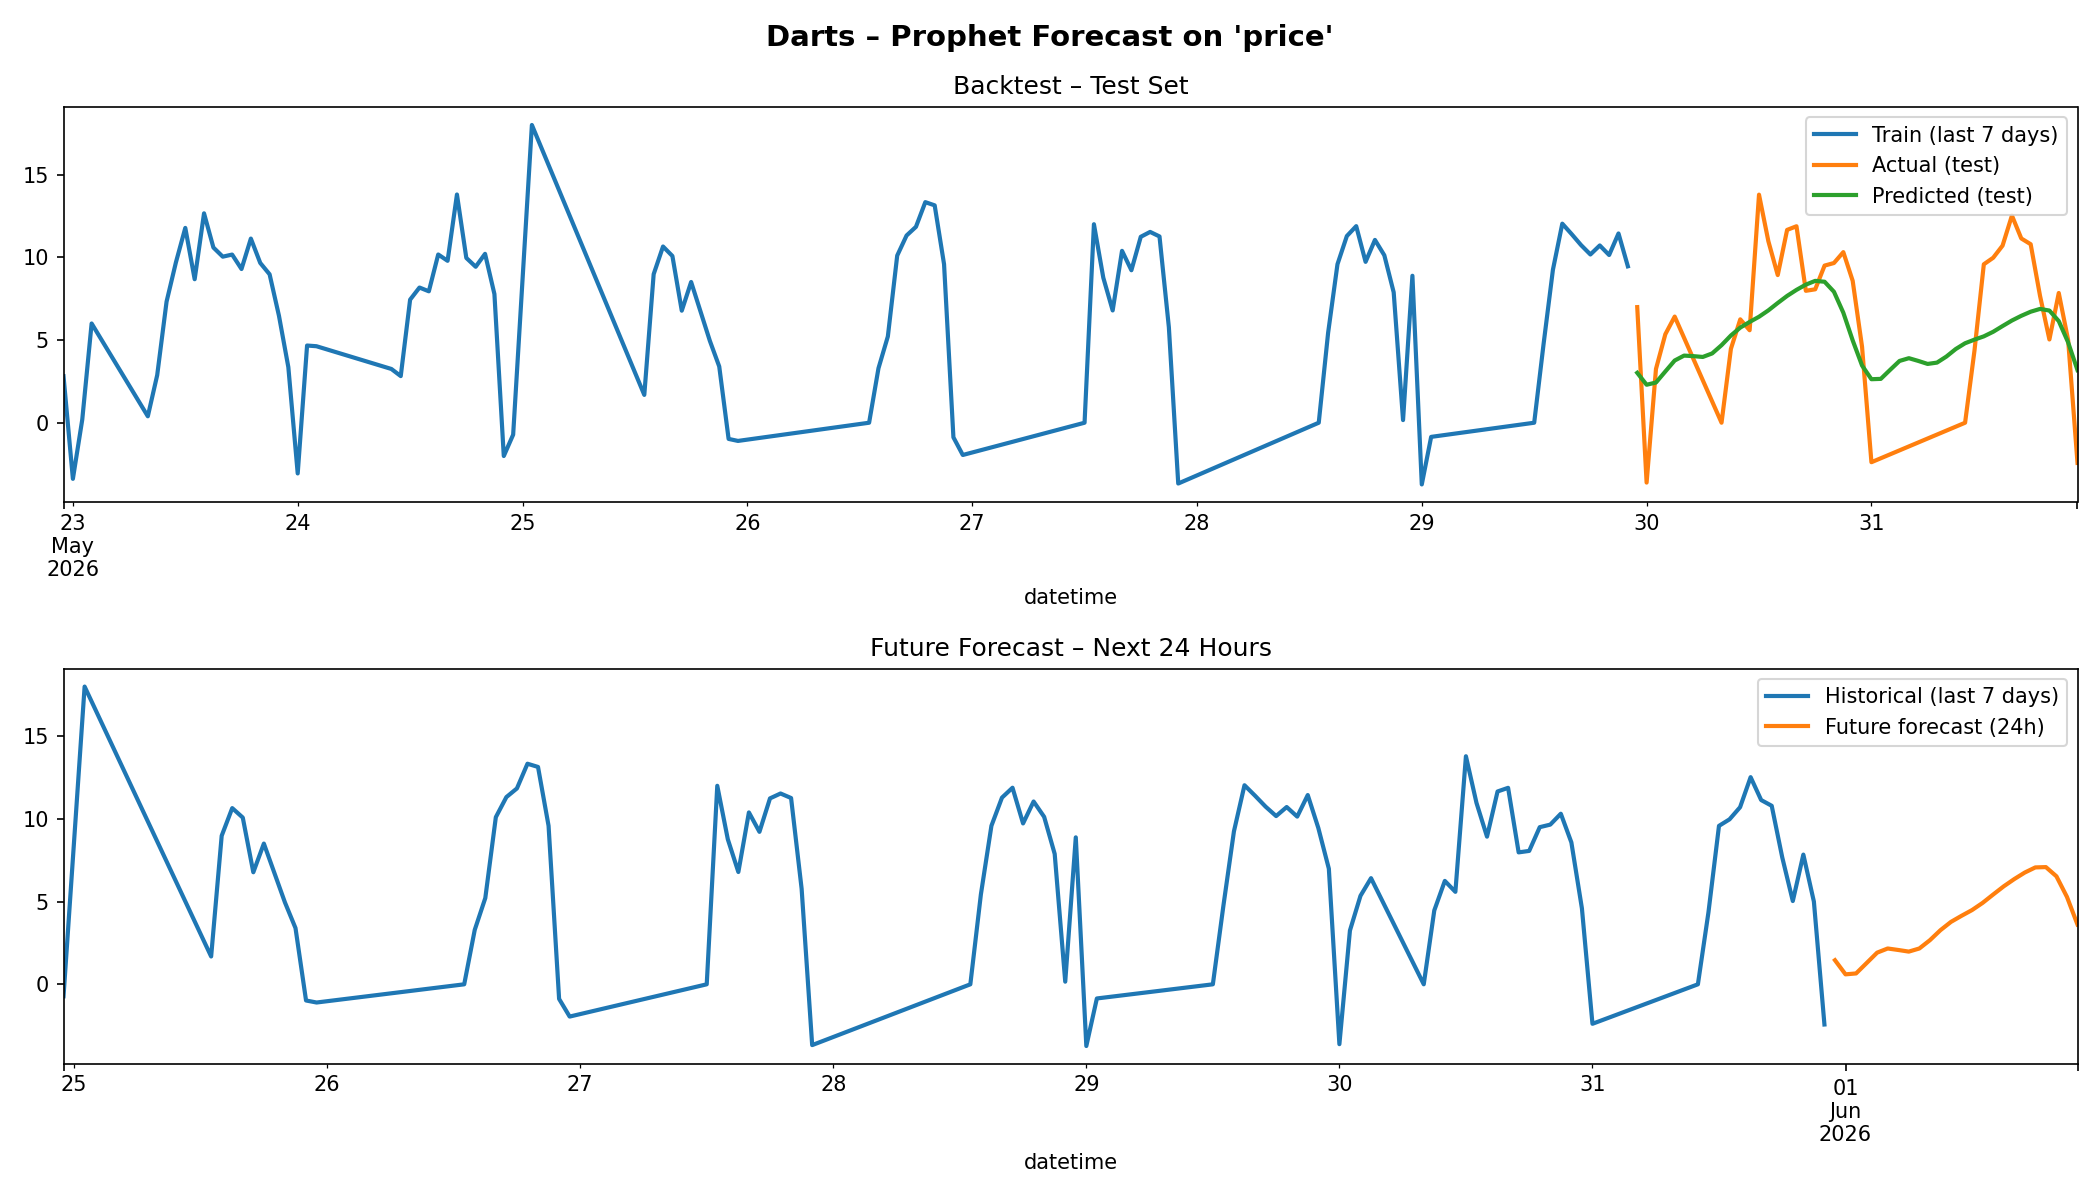 Darts – Prophet Forecast on 'price'
Backtest – Test Set
Train (last 7 days)
Actual (test)
Predicted (test)
15
10
5
0
23
24
25
26
27
28
29
30
31
May
2026
datetime
Future Forecast – Next 24 Hours
Historical (last 7 days)
Future forecast (24h)
15
10
5
0
25
26
27
28
29
30
31
01
Jun
2026
datetime